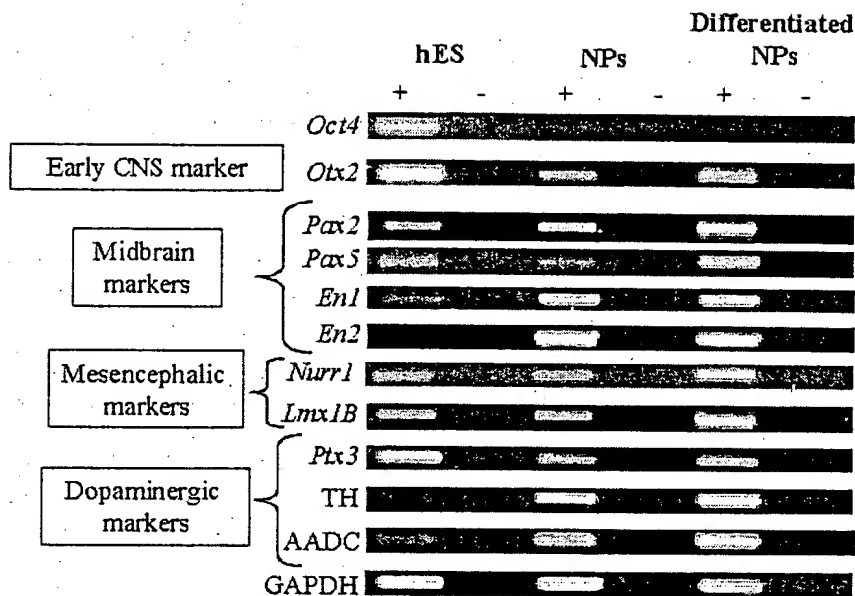 Differentiated
hES NPs NPs
+ - + - + -
Oct4
Early CNS marker
Otx2
Pax2
Midbrain
markers
Pax5
En1
En2
Mesencephalic
markers
Nurr1
Lmx1B
Dopaminergic
markers
Ptx3
TH
AADC
GAPDH